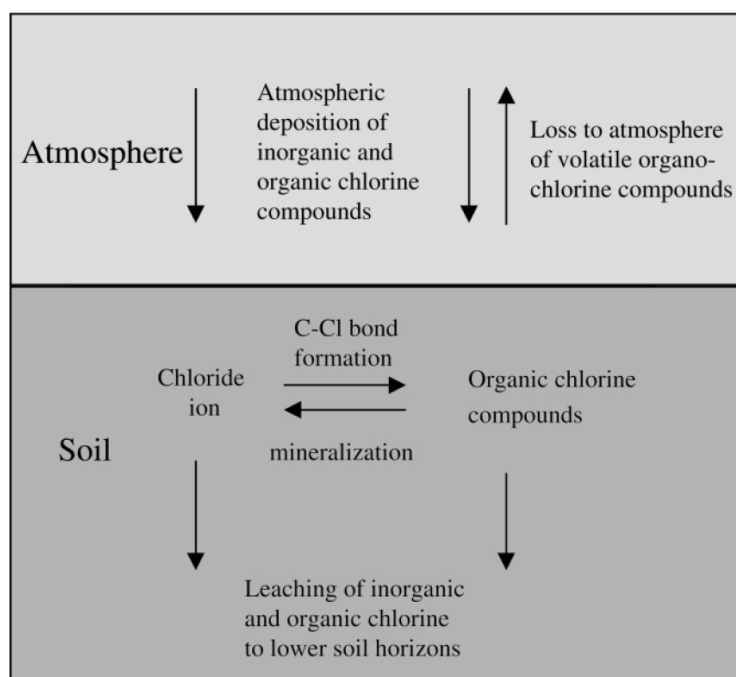 Atmosphere
Atmospheric
deposition of
inorganic and
organic chlorine
compounds
Loss to atmosphere
of volatile organo-
chlorine compounds
C-Cl bond
formation
Chloride
ion
Organic chlorine
compounds
mineralization
Soil
Leaching of inorganic
and organic chlorine
to lower soil horizons